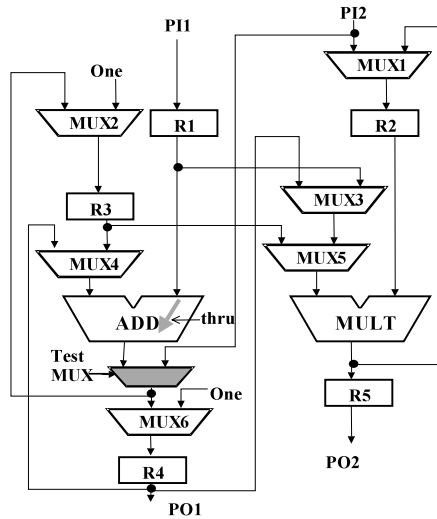 PI1
PI2
One
MUX1
MUX2
R1
R2
R3
MUX3
MUX4
MUX5
ADD
thru
MULT
Test
MUX
One
R5
MUX6
R4
PO2
PO1